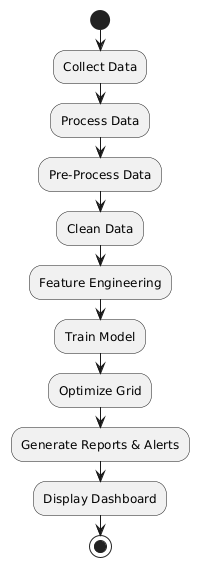 Collect Data
Process Data
Pre-Process Data
Clean Data
Feature Engineering
Train Model
Optimize Grid
Generate Reports & Alerts
Display Dashboard